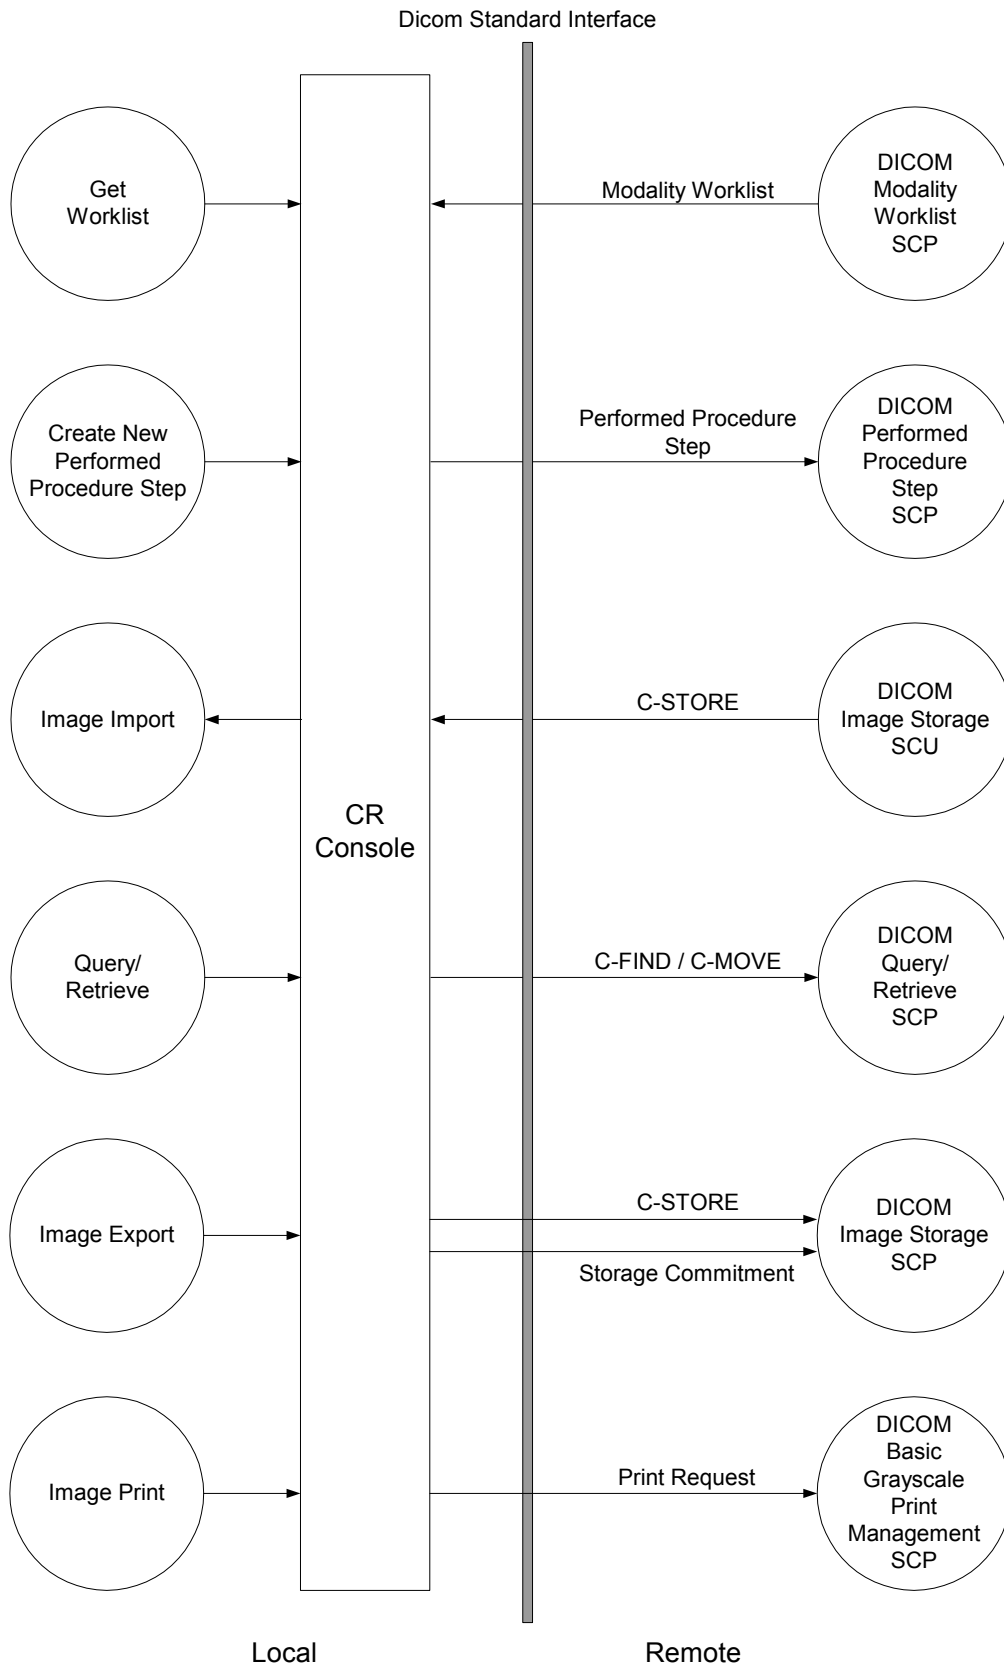 Dicom Standard Interface
Get
Worklist
Modality Worklist
DICOM
Modality
Worklist
SCP
Create New
Performed
Procedure Step
Performed Procedure
Step
DICOM
Performed
Procedure
Step
SCP
Image Import
C-STORE
DICOM
Image Storage
SCU
CR
Console
Query/
Retrieve
C-FIND / C-MOVE
DICOM
Query/
Retrieve
SCP
Image Export
C-STORE
Storage Commitment
DICOM
Image Storage
SCP
Image Print
Print Request
DICOM
Basic
Grayscale
Print
Management
SCP
Local
Remote